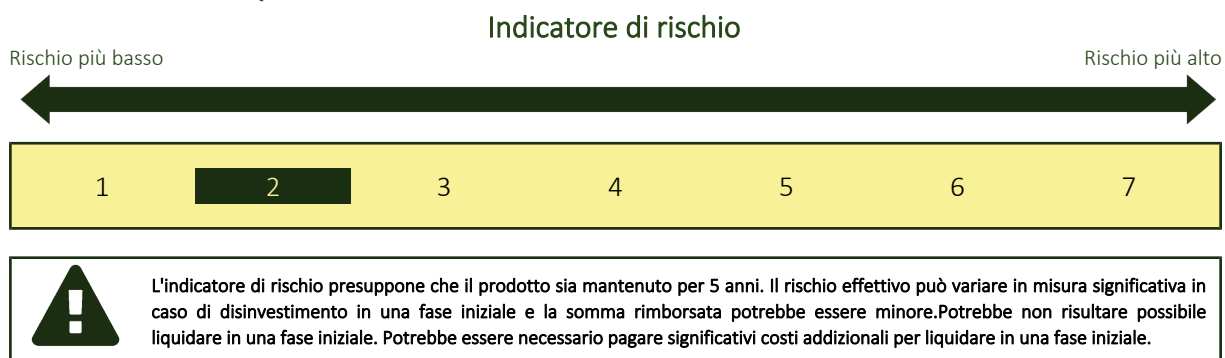 Indicatore di rischio
Rischio più basso
Rischio più alto
1 2 3 4 5 6 7
L'indicatore di rischio presuppone che il prodotto sia mantenuto per 5 anni. Il rischio effettivo può variare in misura significativa in
caso di disinvestimento in una fase iniziale e la somma rimborsata potrebbe essere minore.Potrebbe non risultare possibile
liquidare in una fase iniziale. Potrebbe essere necessario pagare significativi costi addizionali per liquidare in una fase iniziale.